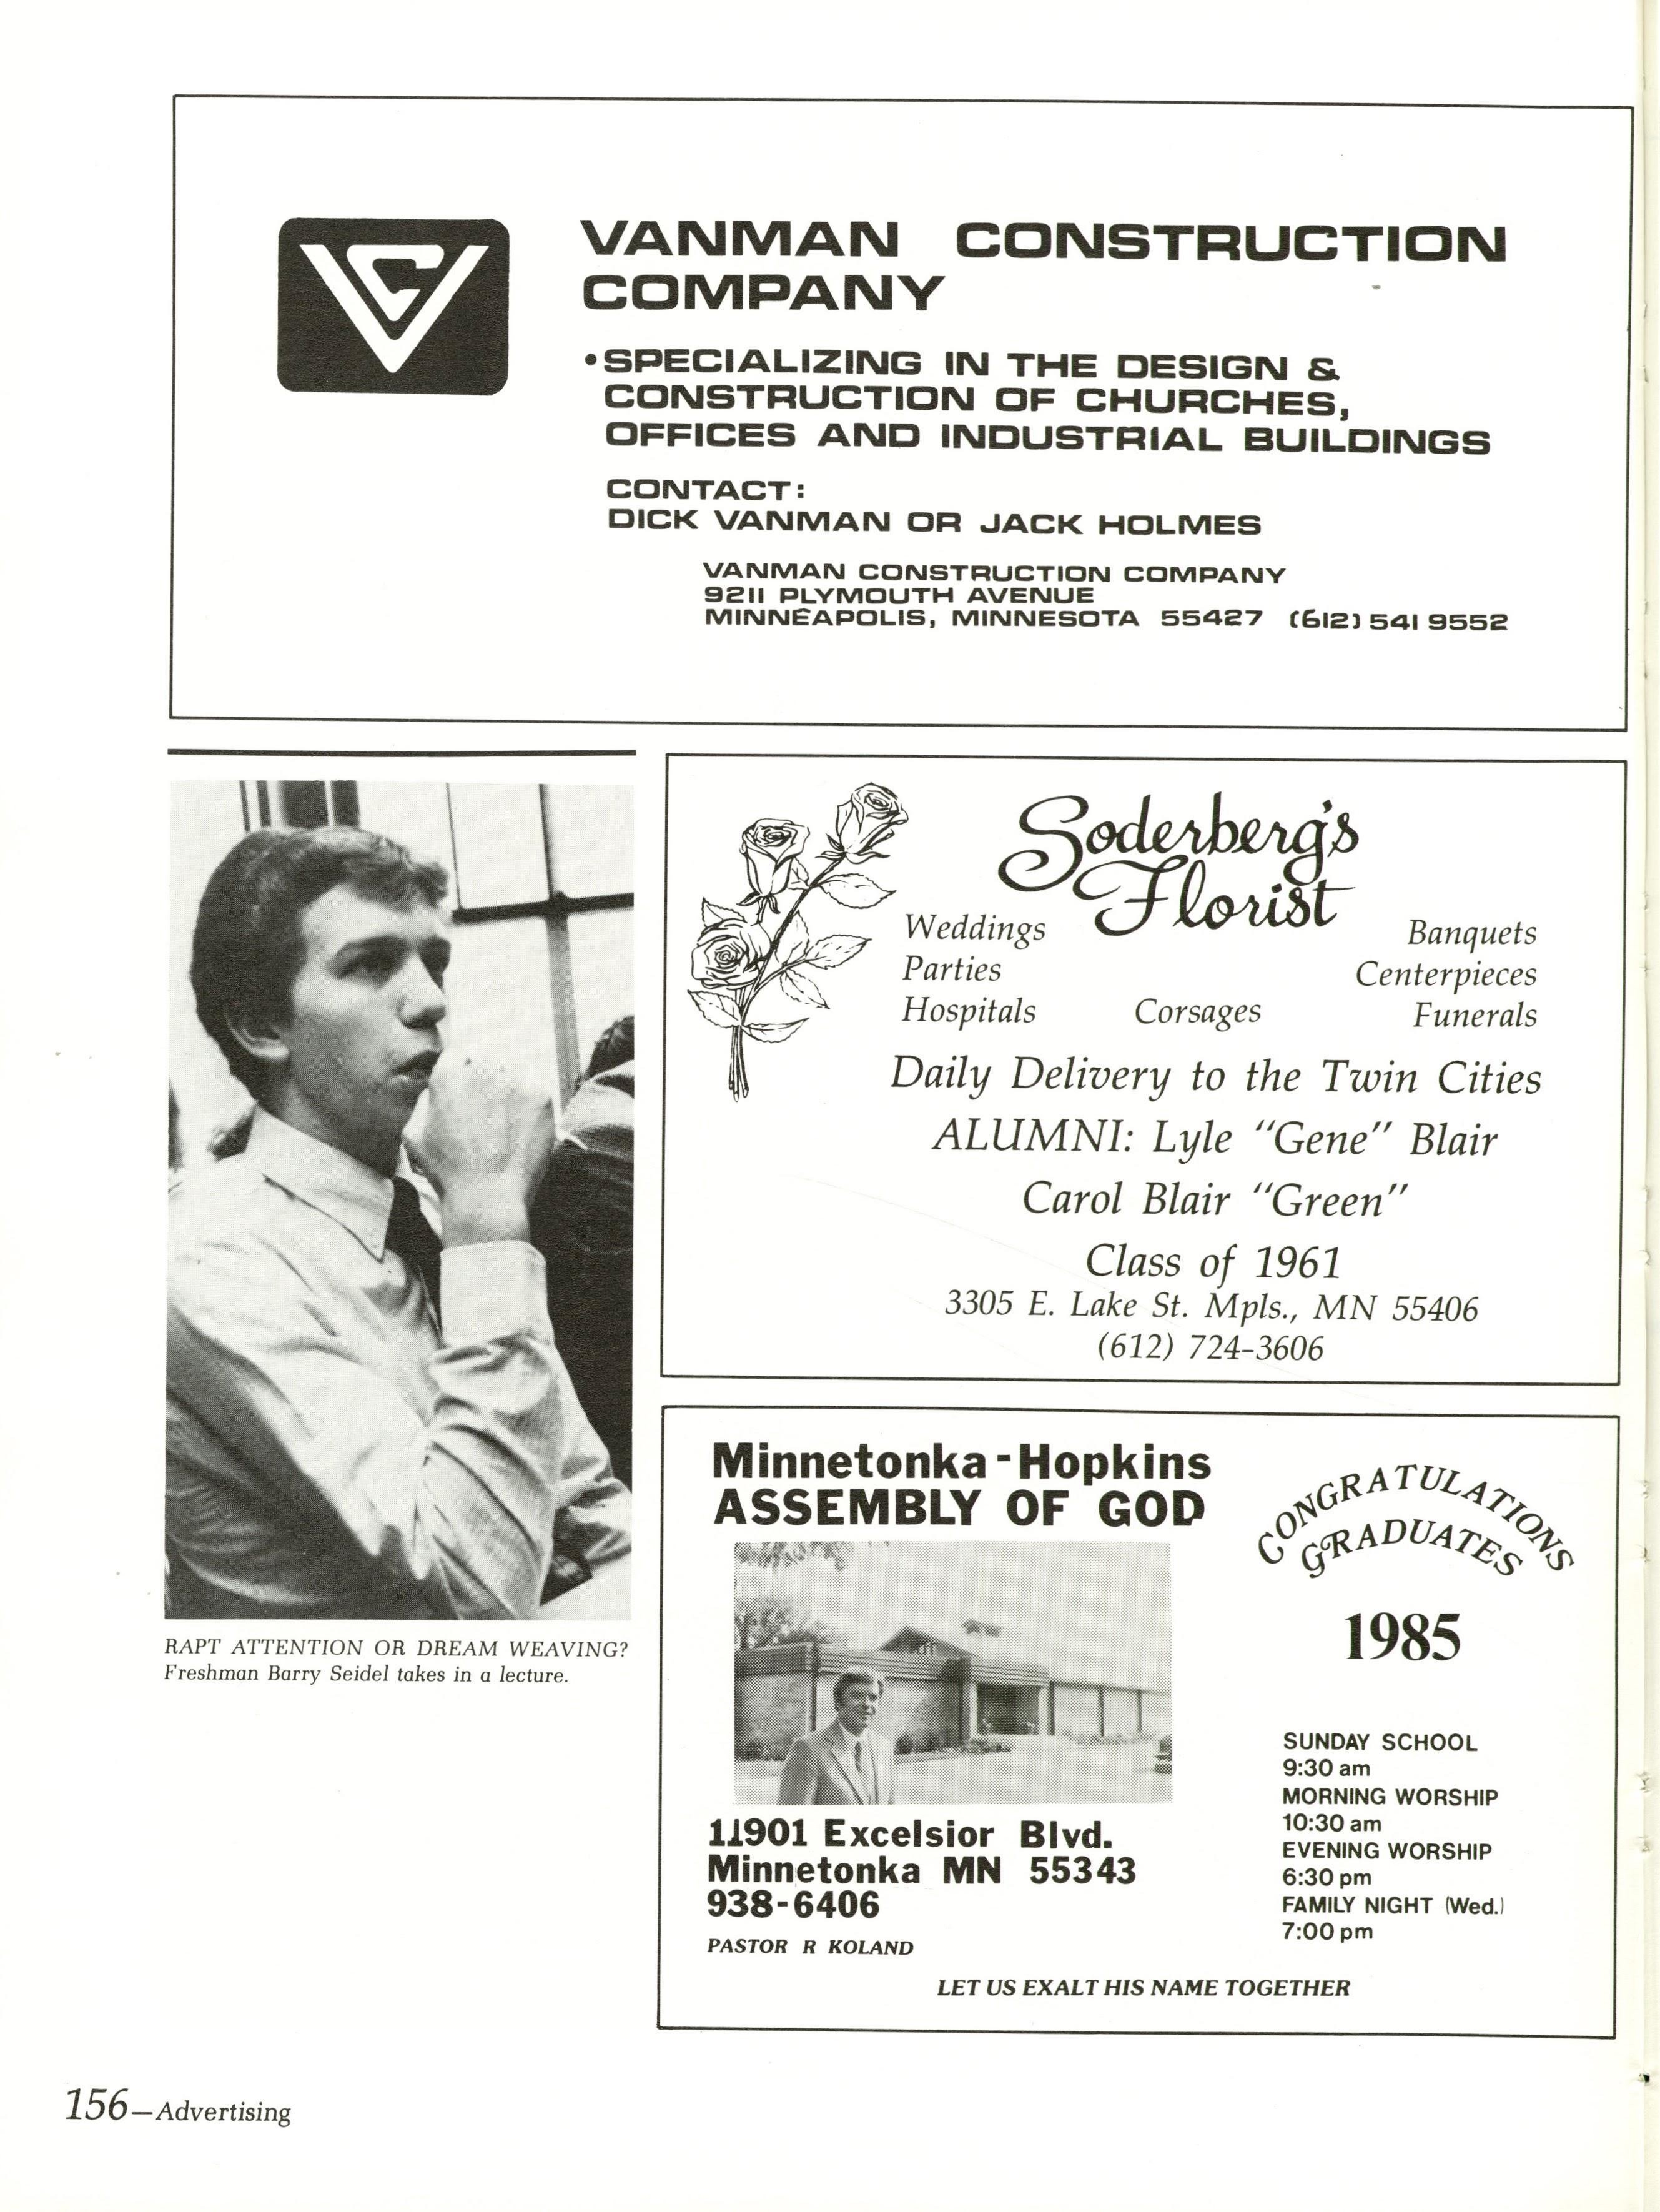 VANMAN CONSTRUCTION
COMPANY
•SPECIALIZING IN THE DESIGN &
CONSTRUCTION OF CHURCHES,
OFFICES AND INDUSTRIAL BUILDINGS
CONTACT:
DICK VANMAN OR JACK HOLMES
VANMAN CONSTRUCTION COMPANY
9211 PLYMOUTH AVENUE
MINNEAPOLIS, MINNESOTA 55427 (612) 541 9552
RAPT ATTENTION OR DREAM WEAVING?
Freshman Barry Seidel takes in a lecture.
Soderberg's
Florist
Weddings Banquets
Parties Centerpieces
Hospitals Corsages Funerals
Daily Delivery to the Twin Cities
ALUMNI: Lyle "Gene" Blair
Carol Blair "Green"
Class of 1961
3305 E. Lake St. Mpls., MN 55406
(612) 724-3606
Minnetonka-Hopkins
ASSEMBLY OF GOD
11901 Excelsior Blvd.
Minnetonka MN 55343
938-6406
PASTOR R KOLAND
CONGRATULATIONS
GRADUATES
1985
SUNDAY SCHOOL
9:30 am
MORNING WORSHIP
10:30 am
EVENING WORSHIP
6:30 pm
FAMILY NIGHT (Wed.)
7:00 pm
LET US EXALT HIS NAME TOGETHER
156—Advertising